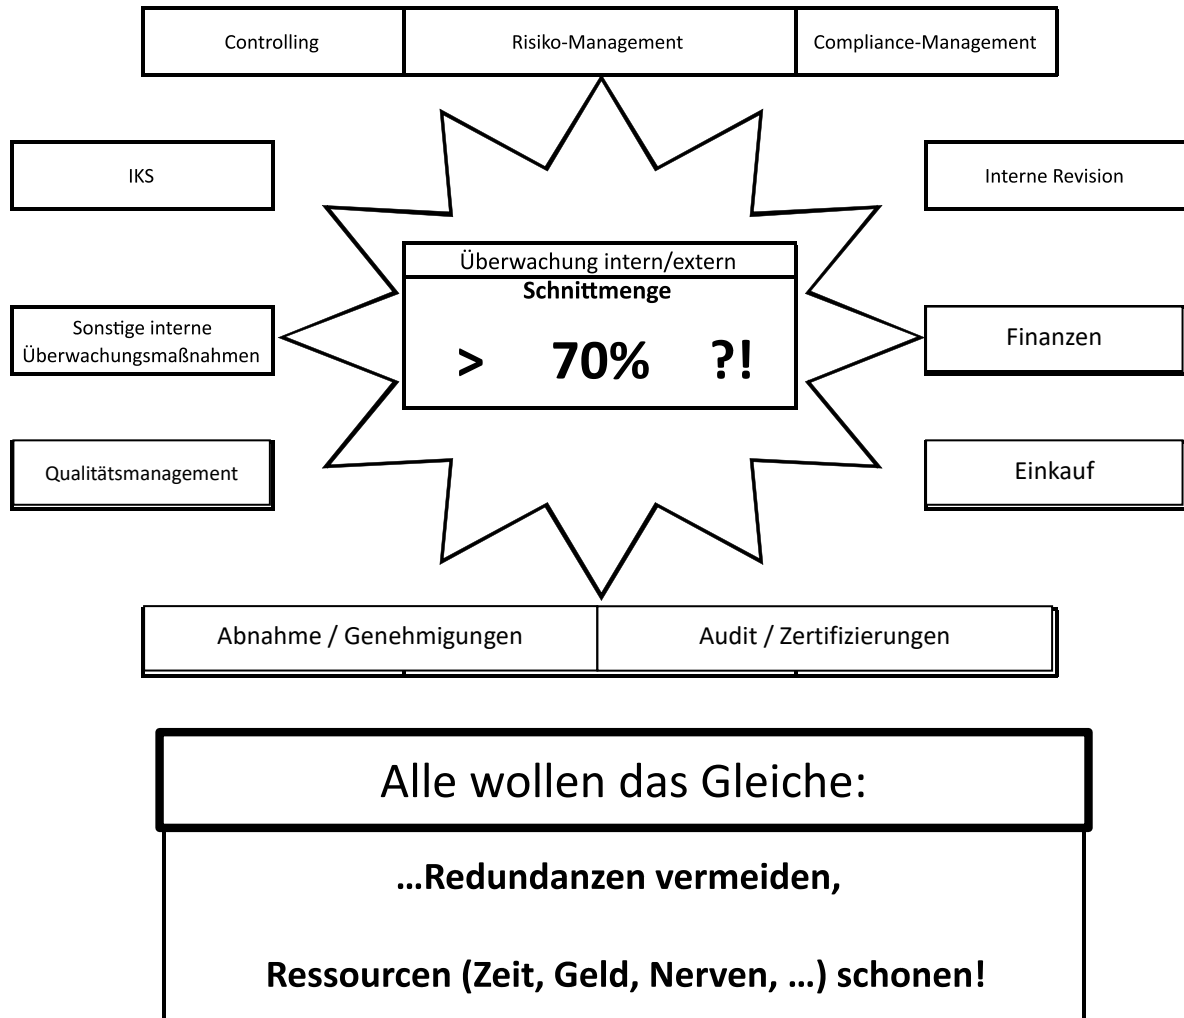 Controlling
Risiko-Management
Compliance-Management
IKS
Interne Revision
Überwachung intern/extern
Schnittmenge
> 70% ?!
Sonstige interne
Überwachungsmaßnahmen
Finanzen
Qualitätsmanagement
Einkauf
Abnahme / Genehmigungen
Audit / Zertifizierungen
Alle wollen das Gleiche:
...Redundanzen vermeiden,
Ressourcen (Zeit, Geld, Nerven, ...) schonen!